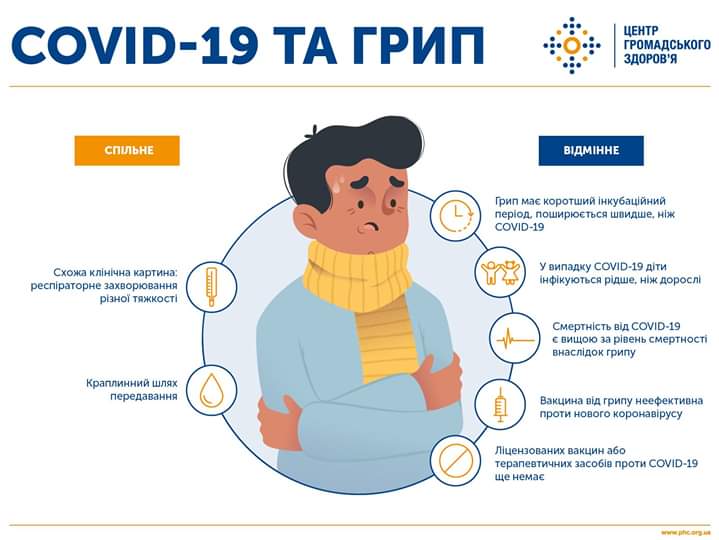 COVID-19 ТА ГРИП
ЦЕНТР
ГРОМАДСЬКОГО
ЗДОРОВ'Я
СПІЛЬНЕ
Схожа клінічна картина:
респіраторне захворювання
різної тяжкості
Краплинний шлях
передавання
ВІДМІННЕ
Грип має коротший інкубаційний
період, поширюється швидше, ніж
COVID-19
У випадку COVID-19 діти
інфікуються рідше, ніж дорослі
Смертність від COVID-19
є вищою за рівень смертності
внаслідок грипу
Вакцина від грипу неефективна
проти нового коронавірусу
Ліцензованих вакцин або
терапевтичних засобів проти COVID-19
ще немає
www.phc.org.ua